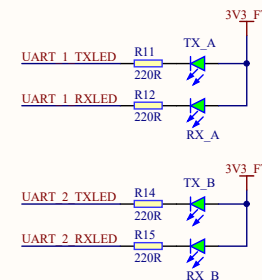 3V3_F
R11 TX_A
UART_1_TXLED
220R
R12
UART_1_RXLED
220R RX_A
3V3_F
R14 TX_B
UART_2_TXLED
220R
R15
UART_2_RXLED
220R RX_B